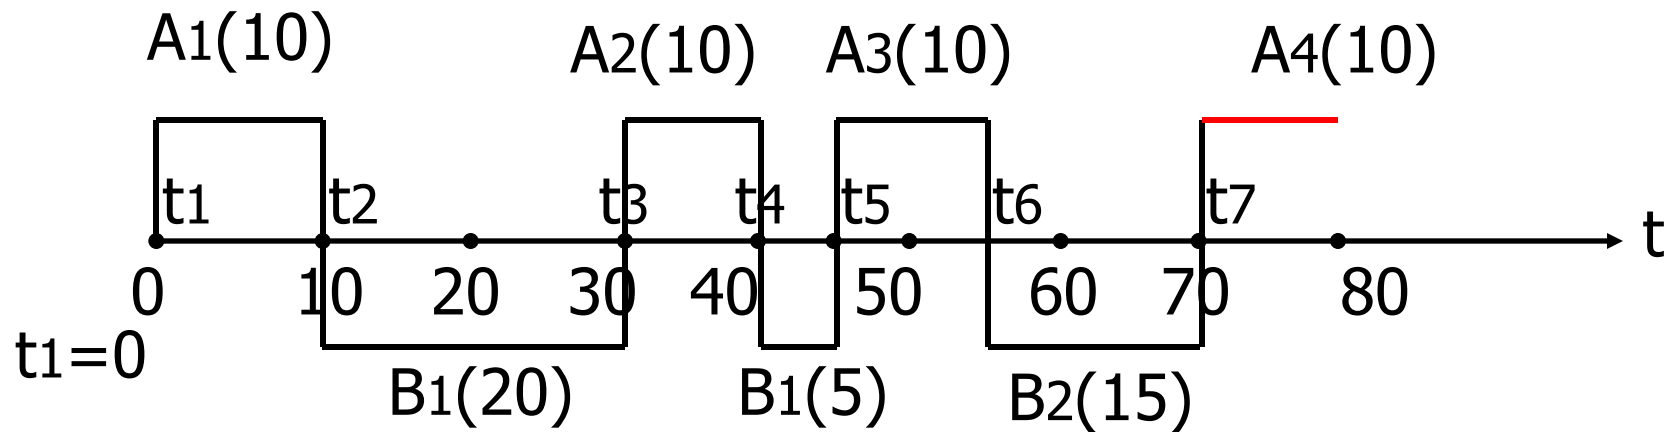 A1(10) A2(10) A3(10) A4(10)
t1 t2 t3 t4 t5 t6 t7 t
0 10 20 30 40 50 60 70 80
t1=0
B1(20) B1(5) B2(15)